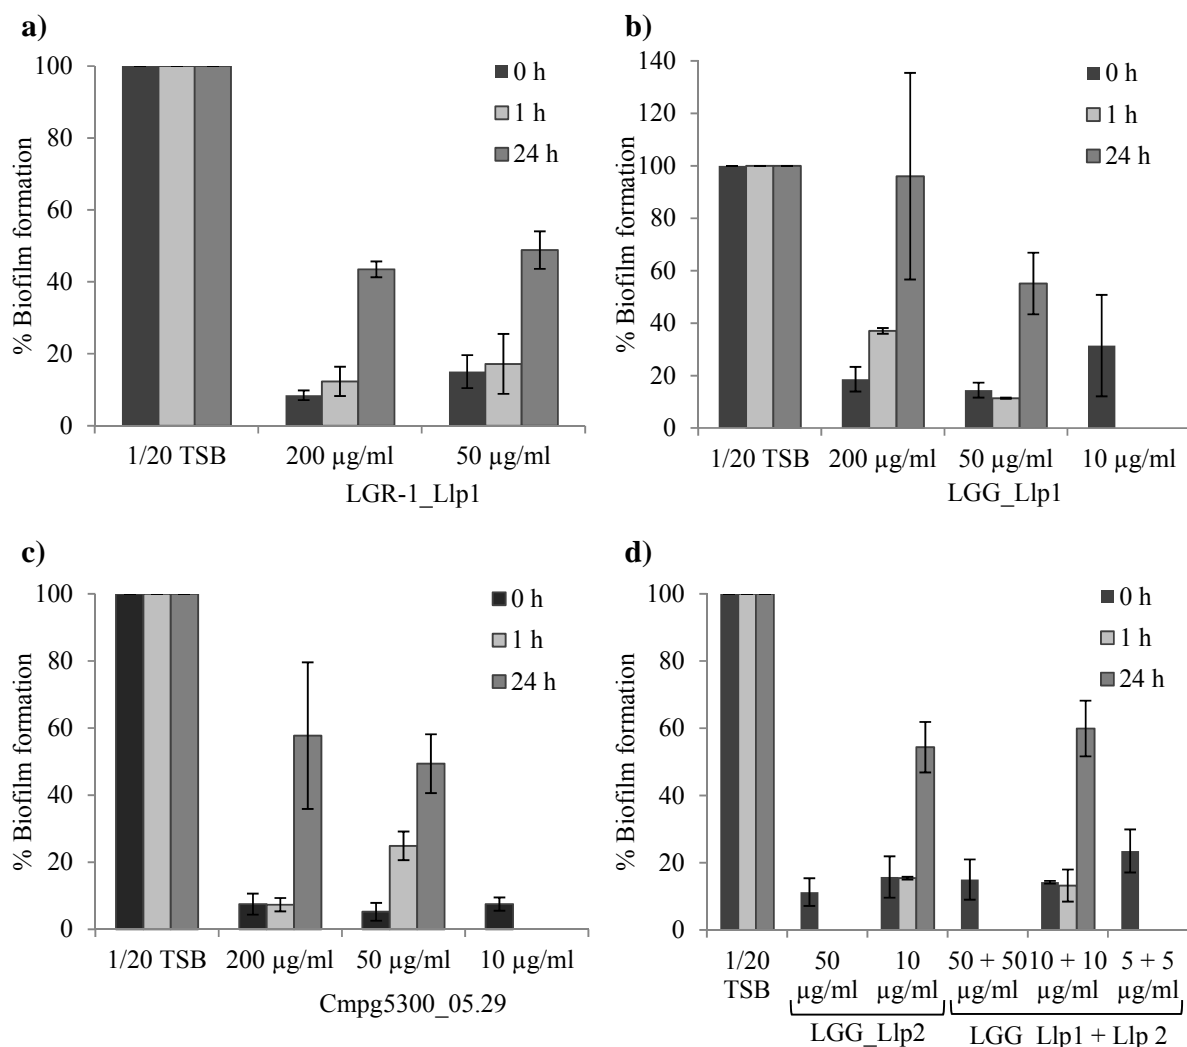 a)
% Biofilm formation
100
80
60
40
20
0
0 h
1 h
24 h
1/20 TSB 200 µg/ml 50 µg/ml
LGR-1_Llp1
b)
% Biofilm formation
140
120
100
80
60
40
20
0
0 h
1 h
24 h
1/20 TSB 200 µg/ml 50 µg/ml 10 µg/ml
LGG_Llp1
c)
% Biofilm formation
100
80
60
40
20
0
0 h
1 h
24 h
1/20 TSB 200 µg/ml 50 µg/ml 10 µg/ml
Cmpg5300_05.29
d)
% Biofilm formation
100
80
60
40
20
0
0 h
1 h
24 h
1/20 50 10 50 + 50 10 + 10 5 + 5
TSB µg/ml µg/ml µg/ml µg/ml µg/ml
LGG_Llp2 LGG Llp1 + Llp 2